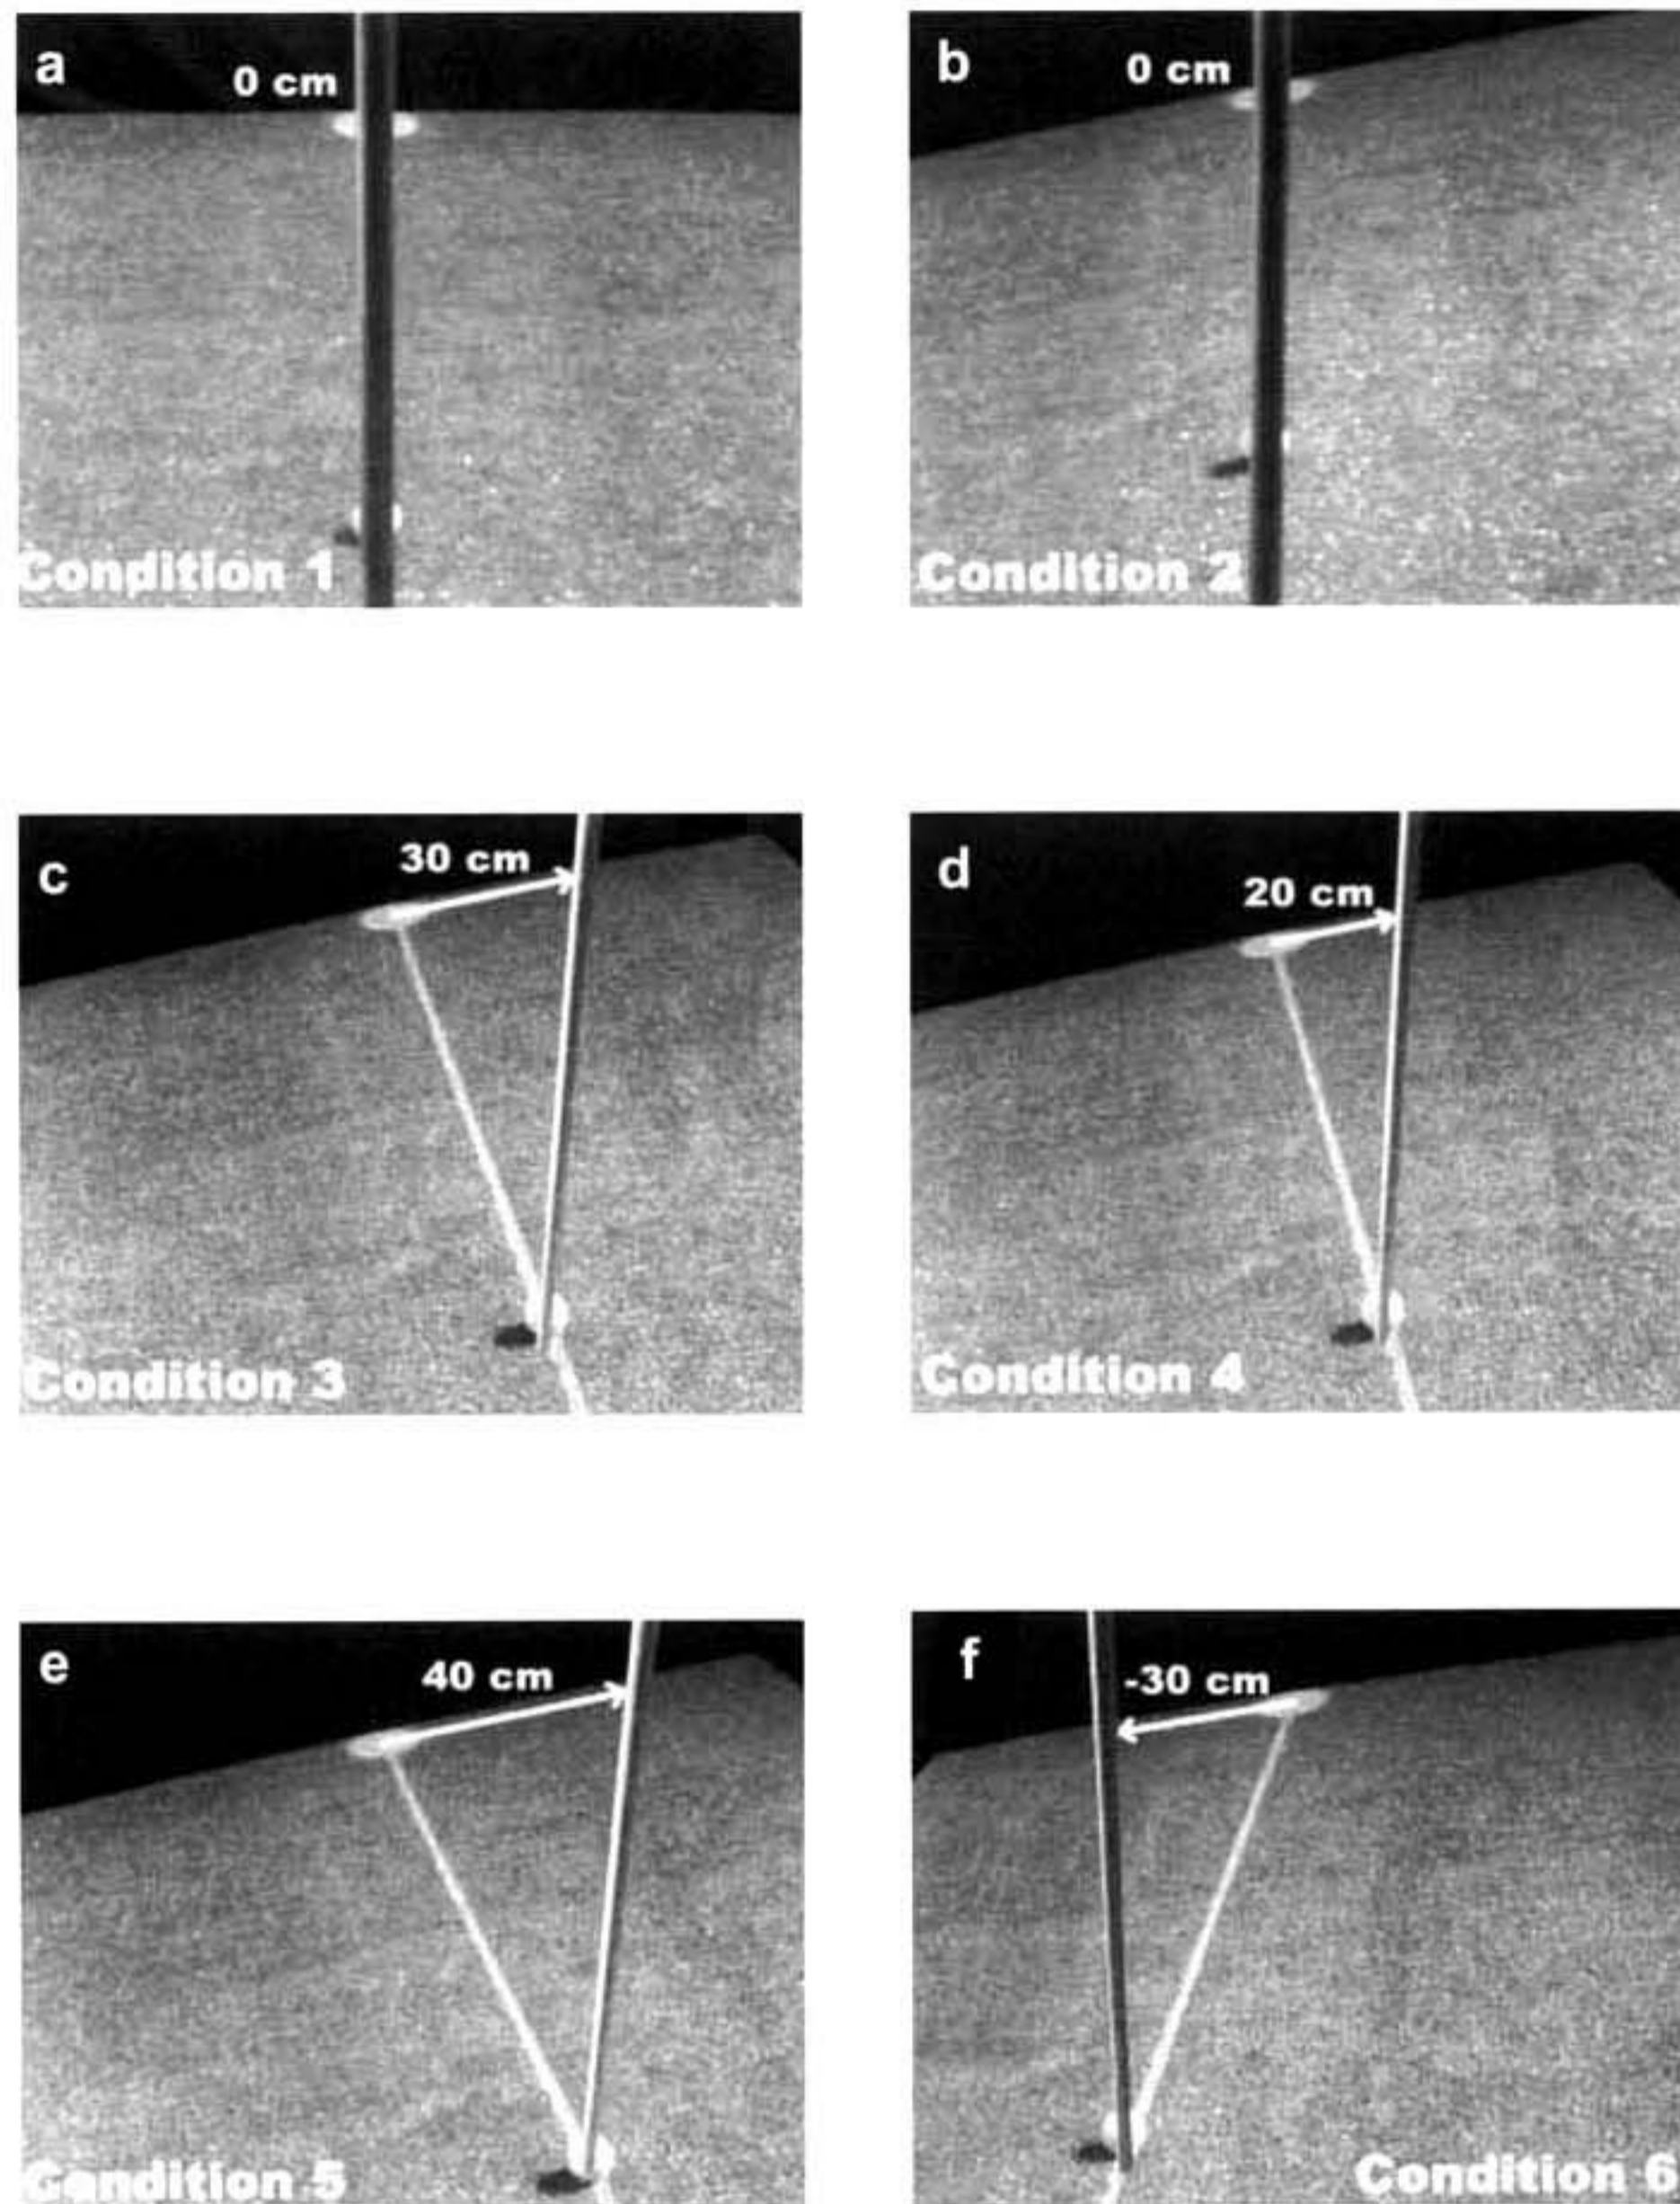 a
0 cm
Condition 1
b
0 cm
Condition 2
c
30 cm
Condition 3
d
20 cm
Condition 4
e
40 cm
Condition 5
f
-30 cm
Condition 6